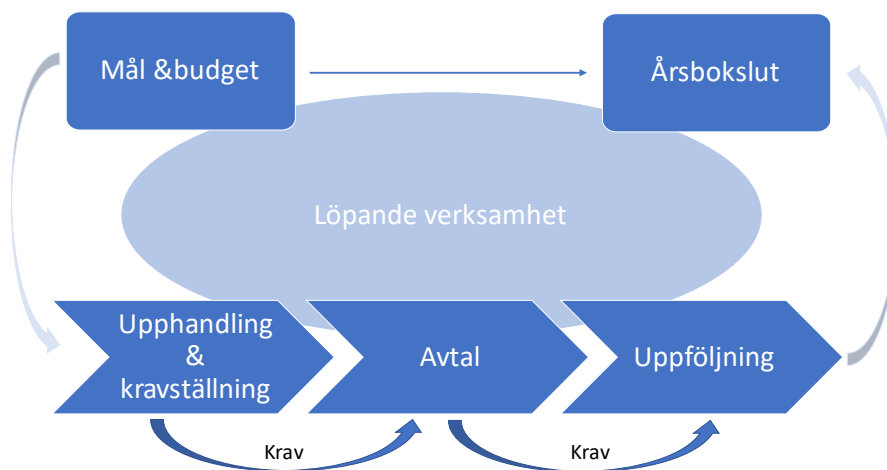 Mål &budget
Årsbokslut
Löpande verksamhet
Upphandling
&
kravställning
Avtal
Uppföljning
Krav
Krav